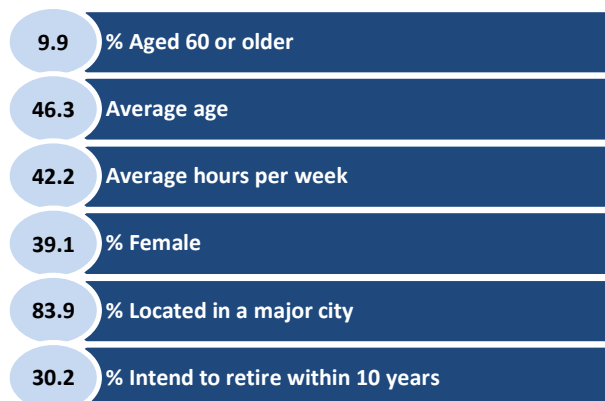 9.9 % Aged 60 or older
46.3 Average age
42.2 Average hours per week
39.1 % Female
83.9 % Located in a major city
30.2 % Intend to retire within 10 years